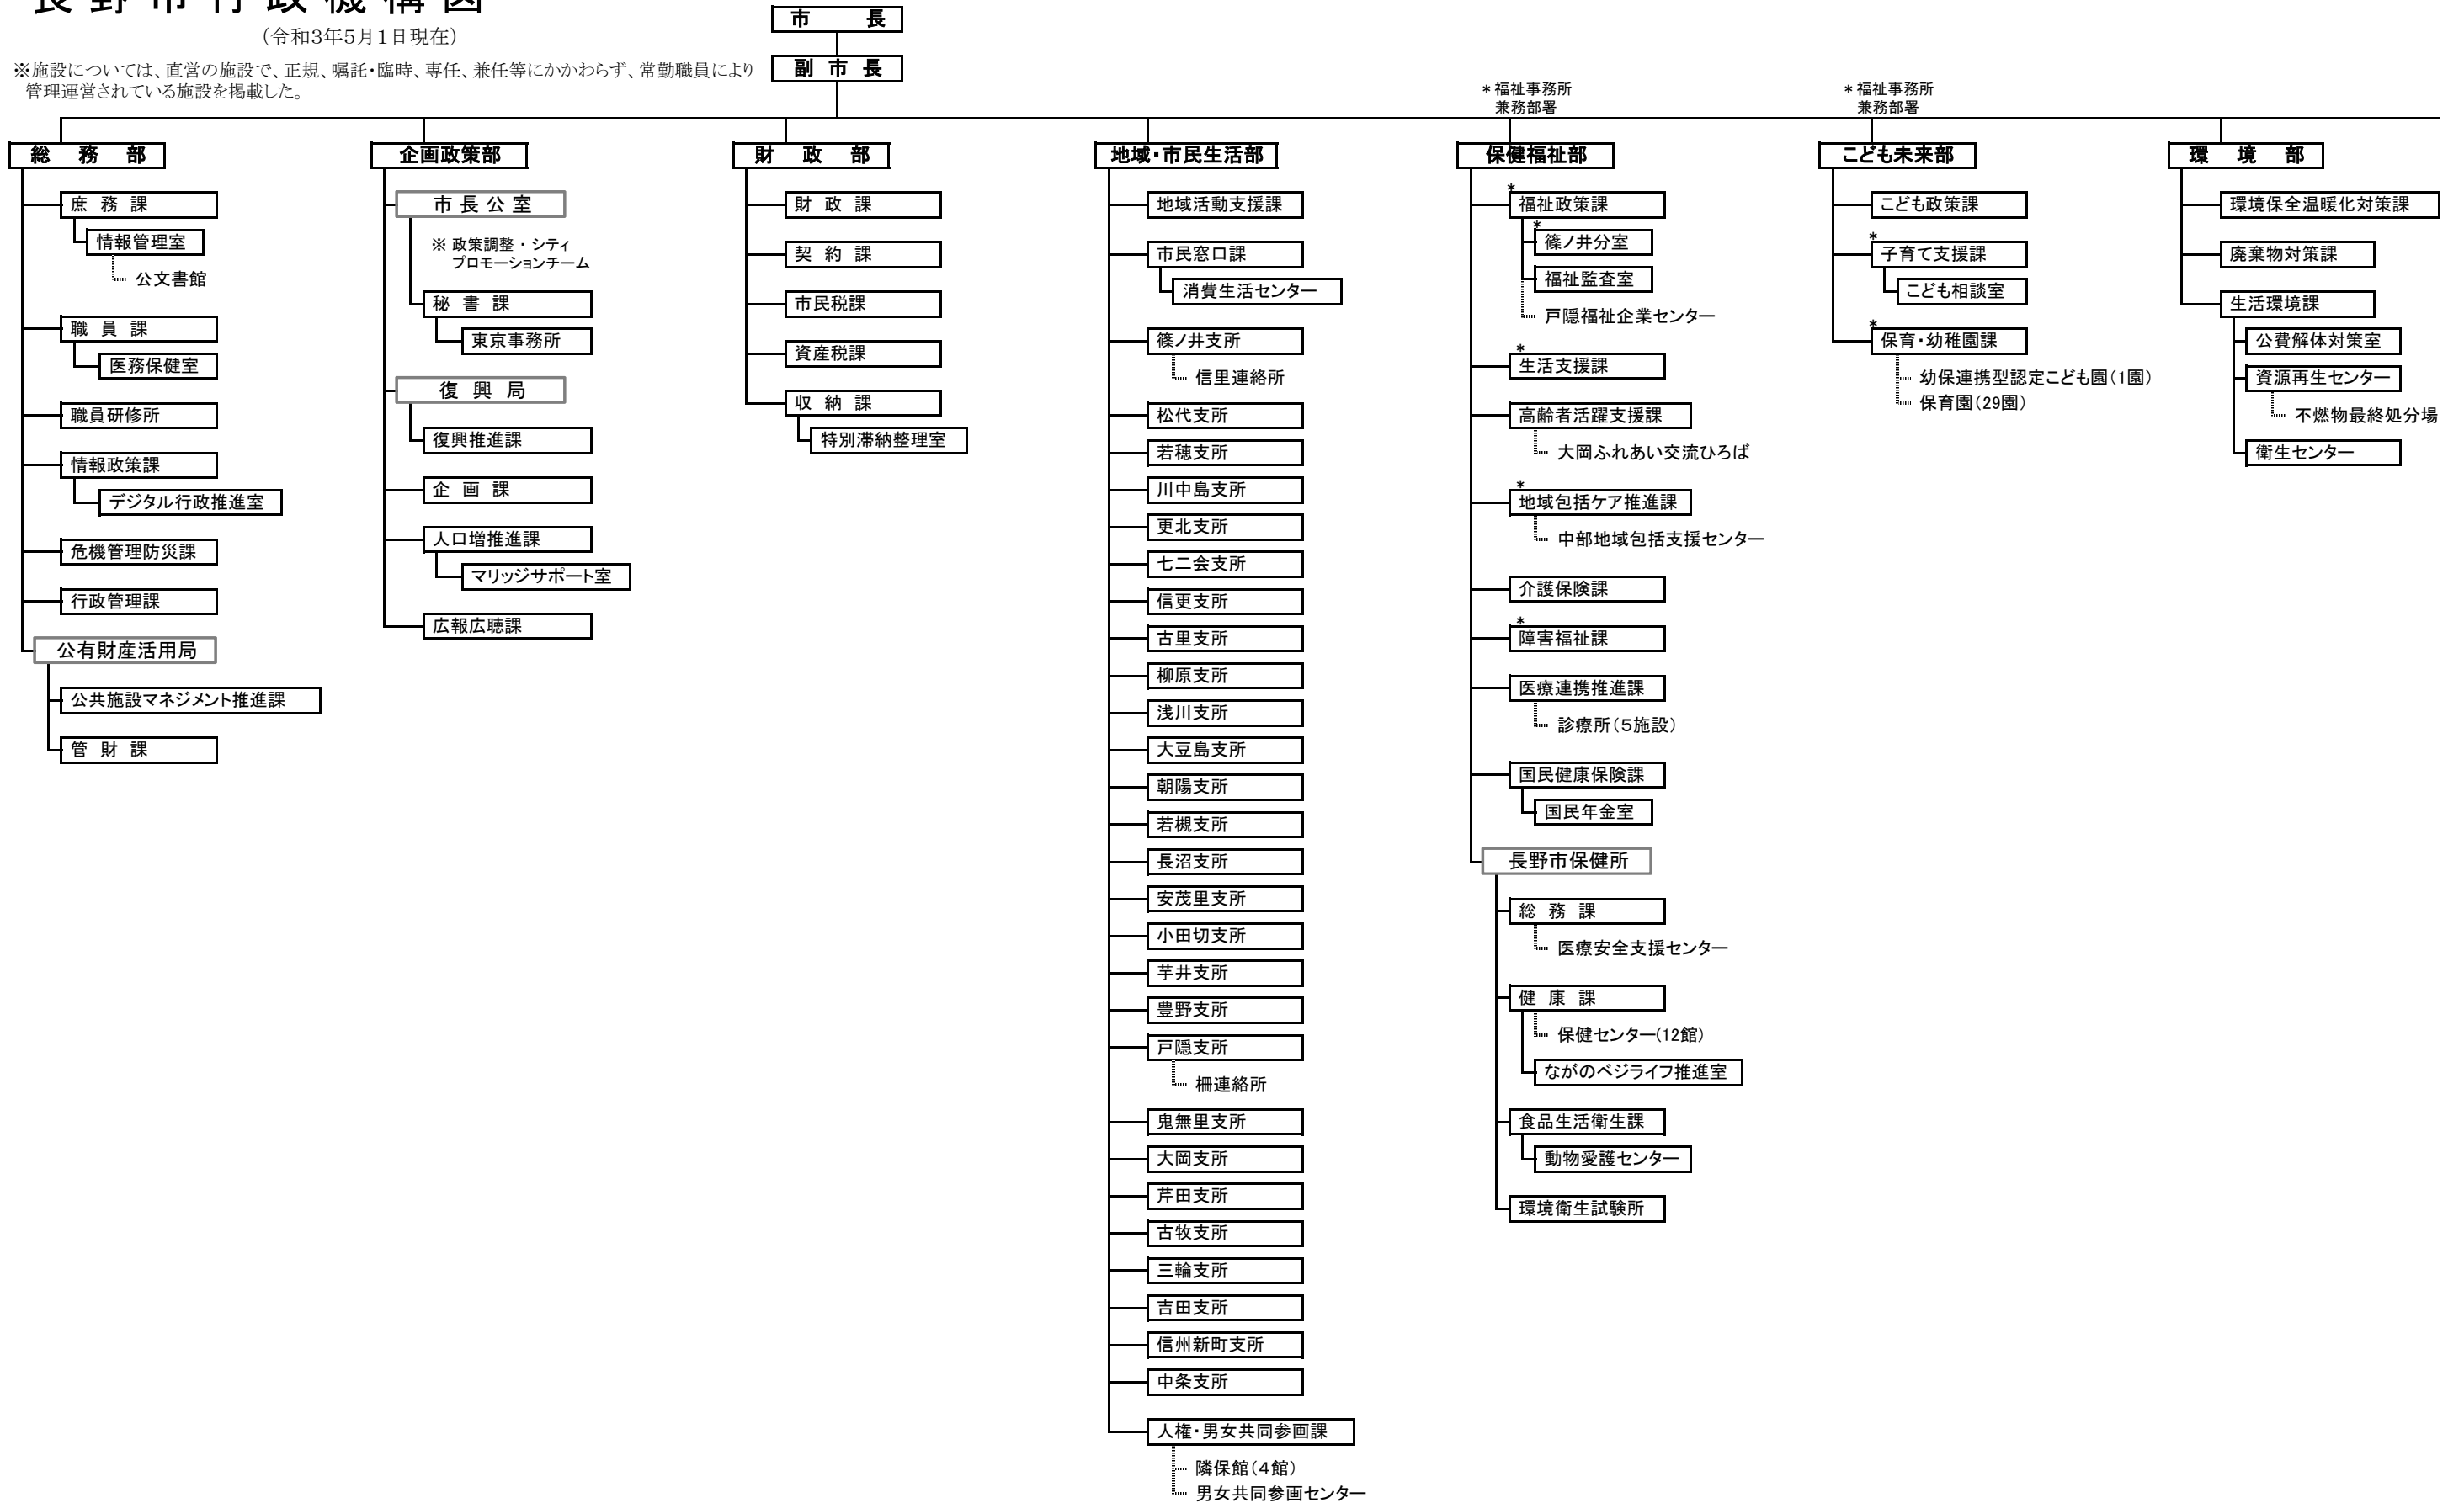 長野市行政機構図
（令和3年5月1日現在）
※施設については、直営の施設で、正規、嘱託・臨時、専任、兼任等にかかわらず、常勤職員により
管理運営されている施設を掲載した。
市　　長
副 市 長
＊福祉事務所
兼務部署
＊福祉事務所
兼務部署
総　務　部
庶 務 課
情報管理室
公文書館
職 員 課
医務保健室
職員研修所
情報政策課
デジタル行政推進室
危機管理防災課
行政管理課
公有財産活用局
公共施設マネジメント推進課
管 財 課
企画政策部
市 長 公 室
※ 政策調整・シティ
プロモーションチーム
秘 書 課
東京事務所
復 興 局
復興推進課
企 画 課
人口増推進課
マリッジサポート室
広報広聴課
財　政　部
財 政 課
契 約 課
市民税課
資産税課
収 納 課
特別滞納整理室
地域・市民生活部
地域活動支援課
市民窓口課
消費生活センター
篠ノ井支所
信里連絡所
松代支所
若穂支所
川中島支所
更北支所
七二会支所
信更支所
古里支所
柳原支所
浅川支所
大豆島支所
朝陽支所
若槻支所
長沼支所
安茂里支所
小田切支所
芋井支所
豊野支所
戸隠支所
柵連絡所
鬼無里支所
大岡支所
芹田支所
古牧支所
三輪支所
吉田支所
信州新町支所
中条支所
人権・男女共同参画課
隣保館（4館）
男女共同参画センター
保健福祉部
＊
福祉政策課
＊
篠ノ井分室
福祉監査室
戸隠福祉企業センター
＊
生活支援課
高齢者活躍支援課
大岡ふれあい交流ひろば
＊
地域包括ケア推進課
中部地域包括支援センター
介護保険課
＊
障害福祉課
医療連携推進課
診療所（5施設）
国民健康保険課
国民年金室
長野市保健所
総 務 課
医療安全支援センター
健 康 課
保健センター(12館)
ながのベジライフ推進室
食品生活衛生課
動物愛護センター
環境衛生試験所
こども未来部
こども政策課
＊
子育て支援課
こども相談室
＊
保育・幼稚園課
幼保連携型認定こども園（1園）
保育園（29園）
環　境　部
環境保全温暖化対策課
廃棄物対策課
生活環境課
公費解体対策室
資源再生センター
不燃物最終処分場
衛生センター